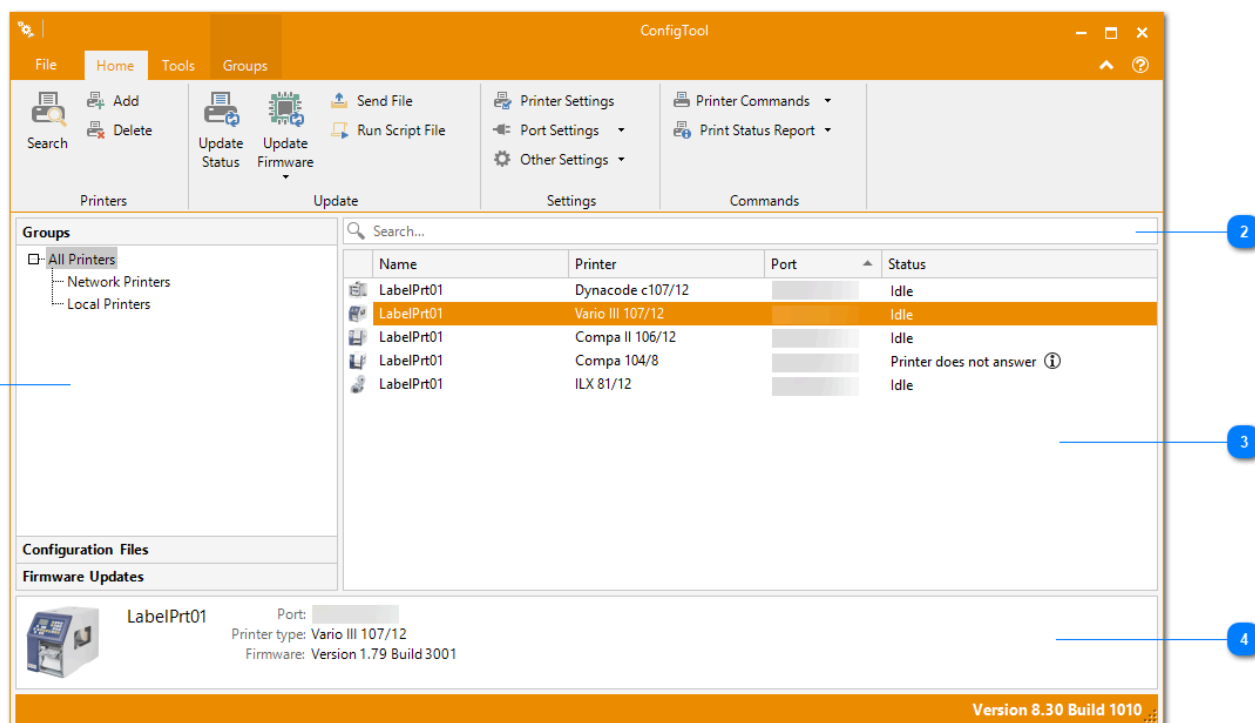 ConfigTool
File Home Tools Groups
Search
Add
Delete
Printers
Update Status
Update Firmware
Send File
Run Script File
Update
Printer Settings
Port Settings
Other Settings
Settings
Printer Commands
Print Status Report
Commands
Groups
All Printers
Network Printers
Local Printers
Configuration Files
Firmware Updates
Search...
2
Name Printer Port Status
LabelPrt01 Dynacode c107/12 Idle
LabelPrt01 Vario III 107/12 Idle
LabelPrt01 Compa II 106/12 Idle
LabelPrt01 Compa 104/8 Printer does not answer
LabelPrt01 ILX 81/12 Idle
3
LabelPrt01
Port:
Printer type: Vario III 107/12
Firmware: Version 1.79 Build 3001
4
Version 8.30 Build 1010